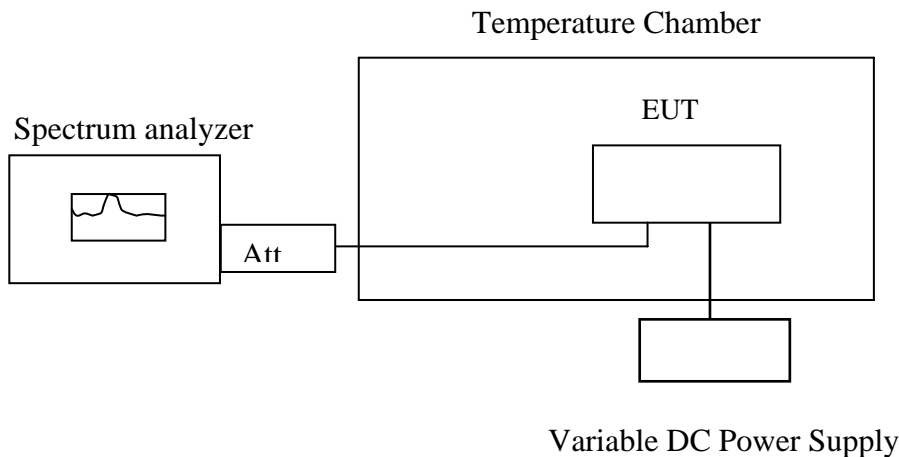 Temperature Chamber
EUT
Spectrum analyzer
Att
Variable DC Power Supply